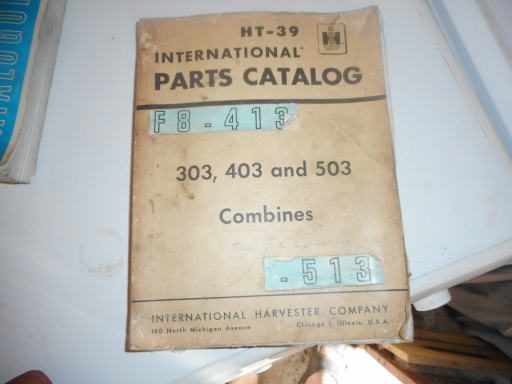 HT-39
INTERNATIONAL®
PARTS CATALOG
F8-413
303, 403 and 503
Combines
-513
INTERNATIONAL HARVESTER COMPANY
180 North Michigan Avenue Chicago 1, Illinois, U.S.A.